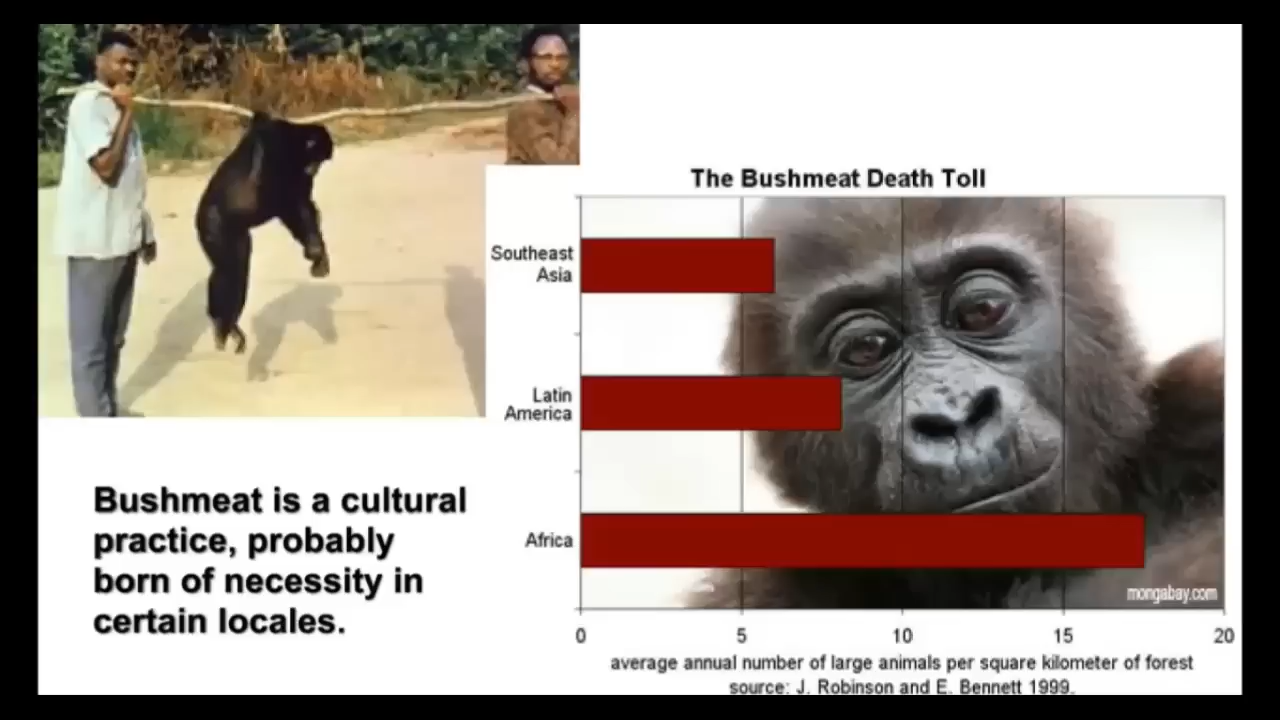 The Bushmeat Death Toll
Southeast
Asia
Latin
America
Africa
mongabay.com
0 5 10 15 20
average annual number of large animals per square kilometer of forest
source: J. Robinson and E. Bennett 1999.
Bushmeat is a cultural
practice, probably
born of necessity in
certain locales.